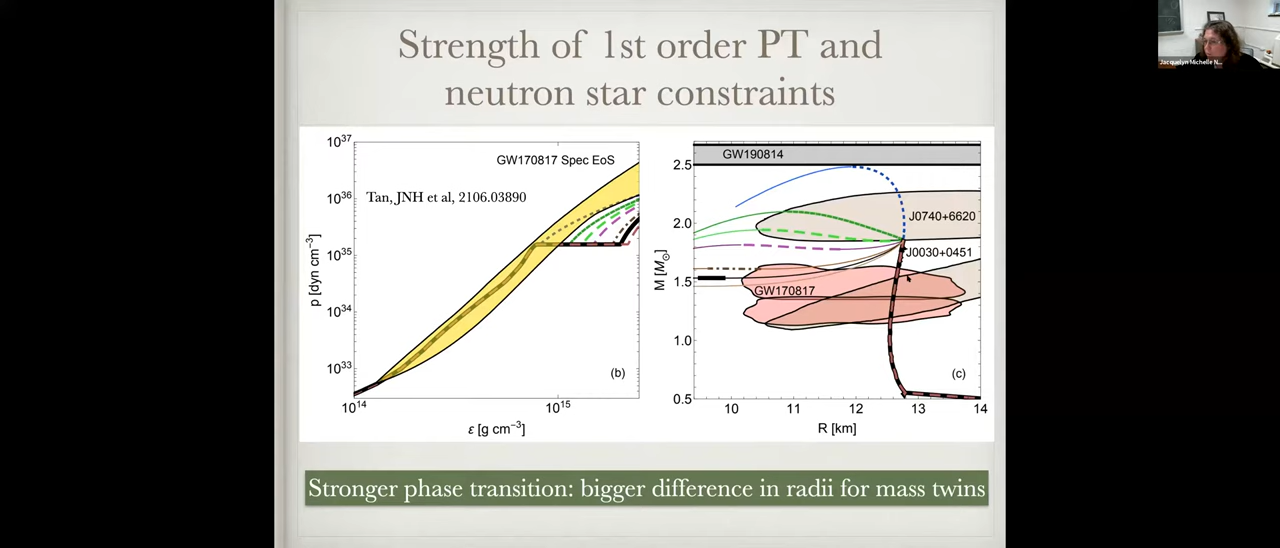 Strength of 1st order PT and
neutron star constraints
Jacquelyn Michelle N...
10³⁷
10³⁶
10³⁵
10³⁴
10³³
p [dyn cm⁻³]
GW170817 Spec EoS
Tan, JNH et al, 2106.03890
(b)
10¹⁴
10¹⁵
ε [g cm⁻³]
2.5
2.0
1.5
1.0
0.5
M [M⊙]
GW190814
J0740+6620
J0030+0451
GW170817
(c)
10
11
12
13
14
R [km]
Stronger phase transition: bigger difference in radii for mass twins